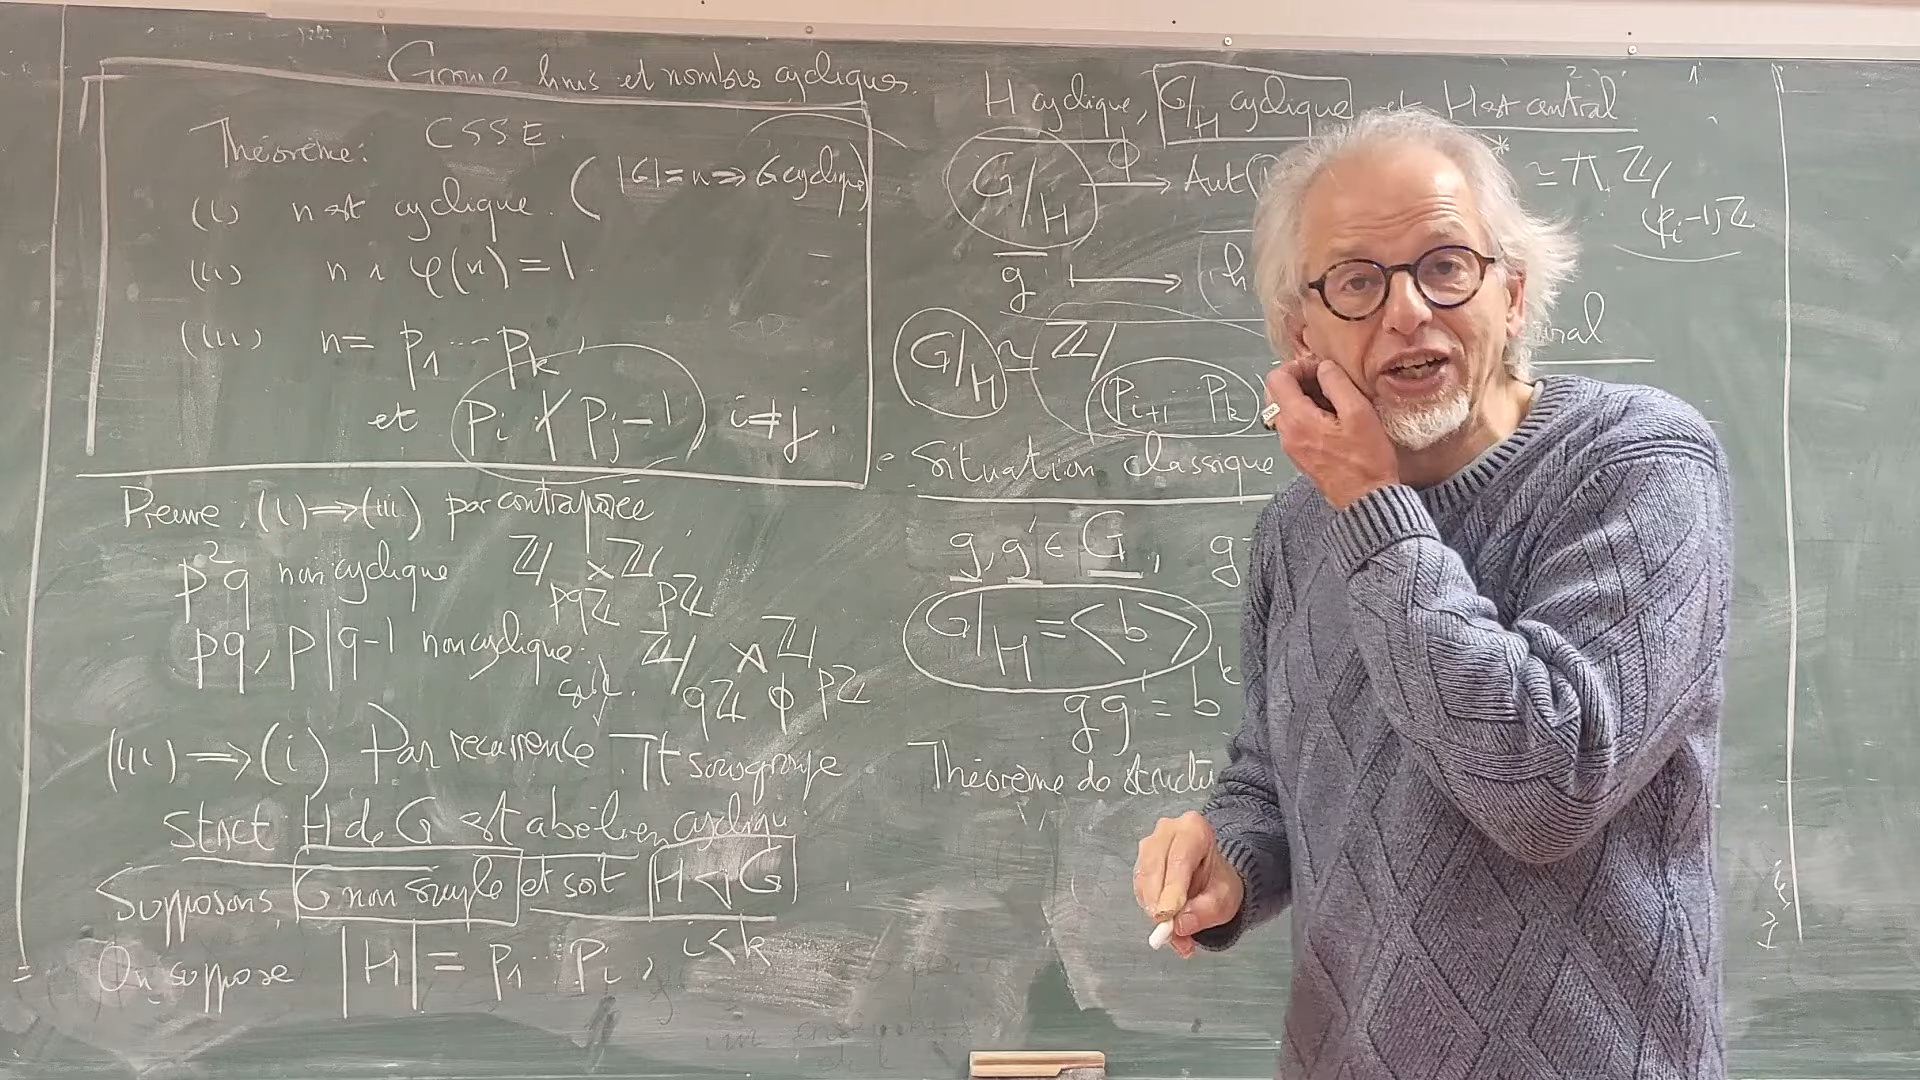 Groupes finis et nombres cycliques.
Théorème: CSSE.
(i) n est cyclique. (|G|=n ⟹ G cyclique)
(ii) n ∧ φ(n) = 1.
(iii) n = p₁ ⋯ pₖ,
et pᵢ ∤ pⱼ-1, i≠j.
Preuve, (i) ⟹ (iii) par contraposée
p²q non cyclique ℤ/pqℤ × ℤ/pℤ
pq, p|q-1 non cyclique: ℤ/qℤ ⋊ϕ ℤ/pℤ
(iii) ⟹ (i) Par récurrence. Tt sousgroupe
strict H de G est abélien cyclique
Supposons, G non simple et soit H ◁ G
On suppose |H| = p₁ ⋯ pᵢ, i<k
H cyclique, G/H cyclique et H est central
G/H ϕ⟶ Aut( * ≃ π ℤ/(pᵢ-1)ℤ
g̅ ⟼ (h
G/H ≃ ℤ/(pᵢ₊₁ ⋯ pₖ)
Situation classique
g, g' ∈ G, g=
G/H = <b>
gg' = b
Théorème de structu